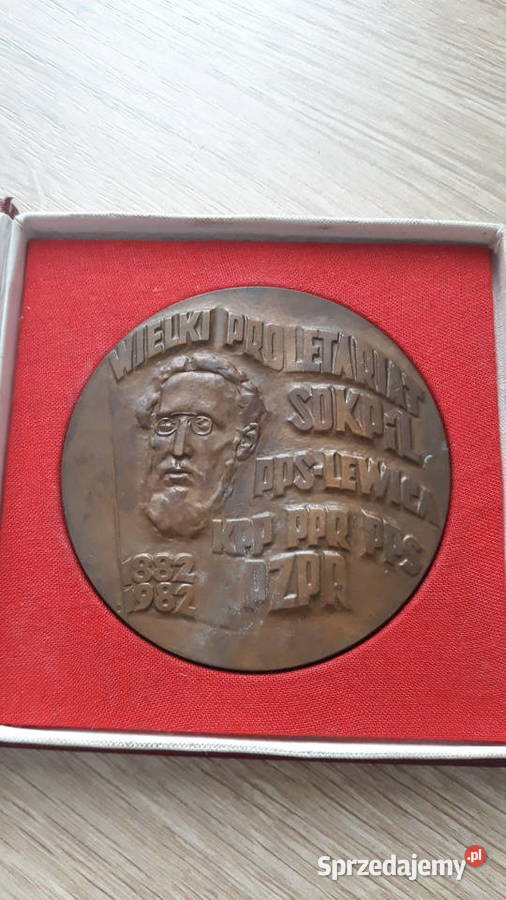 WIELKI PROLETARIAT
SDKPiL
PPS-LEWICA
KPP PPR PPS
PZPR
1882
1982
Sprzedajemy.pl